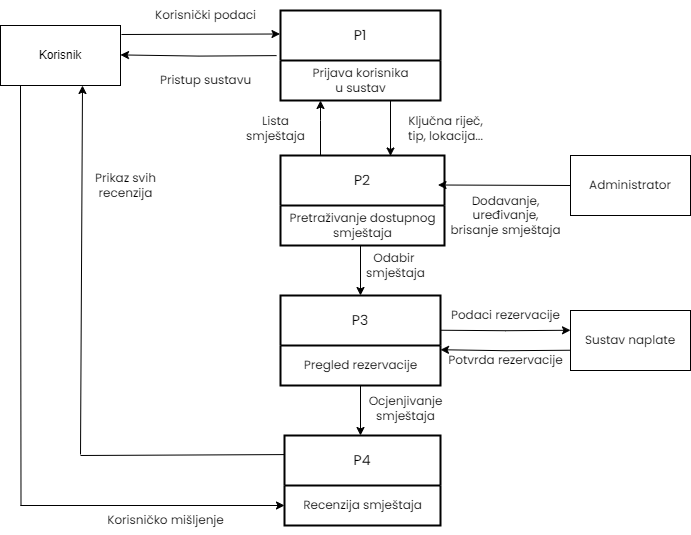 Korisnički podaci
P1
Korisnik
Prijava korisnika
u sustav
Pristup sustavu
Lista
smještaja
Ključna riječ,
tip, lokacija...
P2
Prikaz svih
recenzija
Administrator
Pretraživanje dostupnog
smještaja
Dodavanje,
uređivanje,
brisanje smještaja
Odabir
smještaja
P3
Podaci rezervacije
Sustav naplate
Potvrda rezervacije
Pregled rezervacije
Ocjenjivanje
smještaja
P4
Recenzija smještaja
Korisničko mišljenje